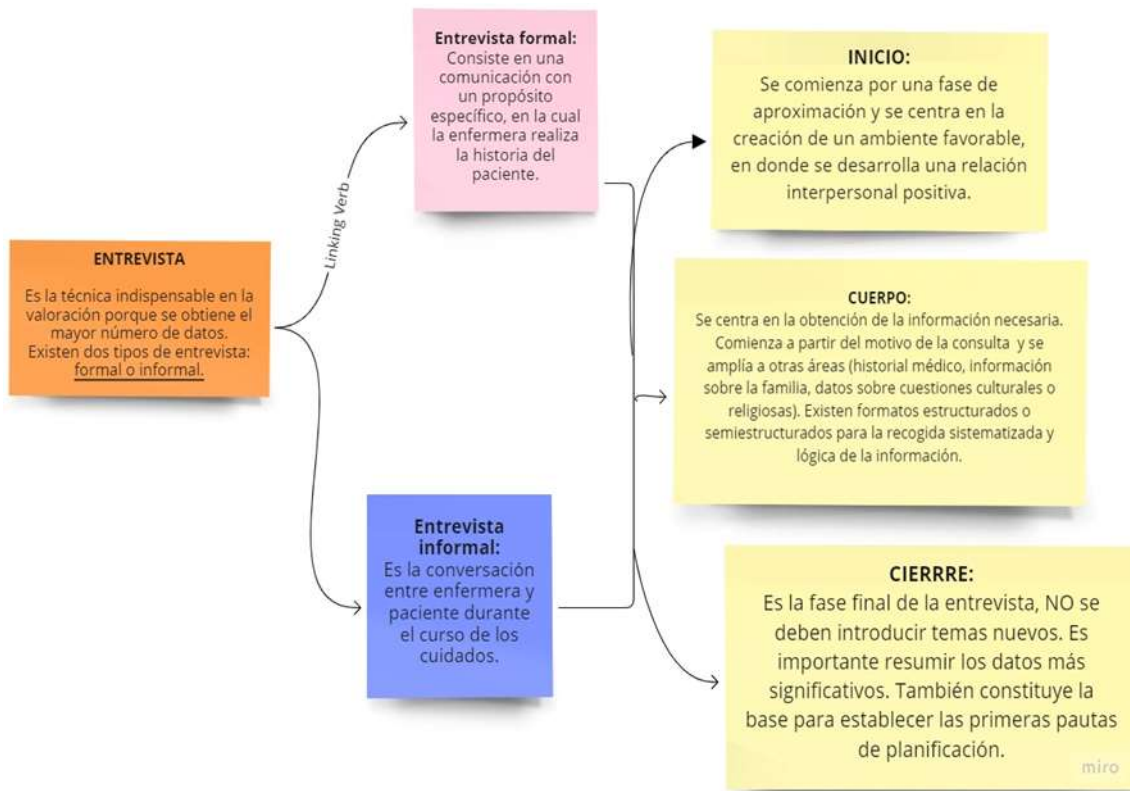 ENTREVISTA
Es la técnica indispensable en la
valoración porque se obtiene el
mayor número de datos.
Existen dos tipos de entrevista:
formal o informal.
Linking Verb
Entrevista formal:
Consiste en una
comunicación con
un propósito
específico, en la cual
la enfermera realiza
la historia del
paciente.
Entrevista
informal:
Es la conversación
entre enfermera y
paciente durante
el curso de los
cuidados.
INICIO:
Se comienza por una fase de
aproximación y se centra en la
creación de un ambiente favorable,
en donde se desarrolla una relación
interpersonal positiva.
CUERPO:
Se centra en la obtención de la información necesaria.
Comienza a partir del motivo de la consulta y se
amplía a otras áreas (historial médico, información
sobre la familia, datos sobre cuestiones culturales o
religiosas). Existen formatos estructurados o
semiestructurados para la recogida sistematizada y
lógica de la información.
CIERRRE:
Es la fase final de la entrevista, NO se
deben introducir temas nuevos. Es
importante resumir los datos más
significativos. También constituye la
base para establecer las primeras pautas
de planificación.
miro